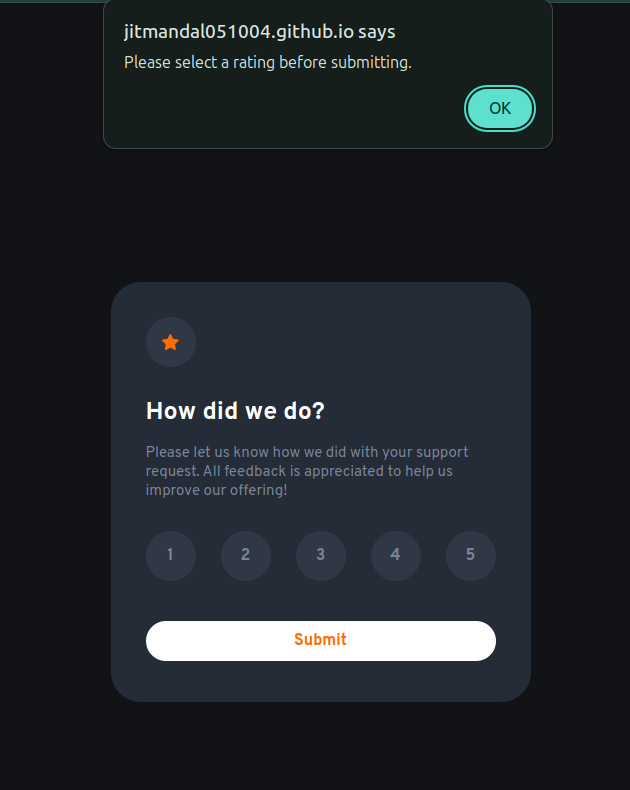 jitmandal051004.github.io says
Please select a rating before submitting.
OK
How did we do?
Please let us know how we did with your support
request. All feedback is appreciated to help us
improve our offering!
1 2 3 4 5
Submit